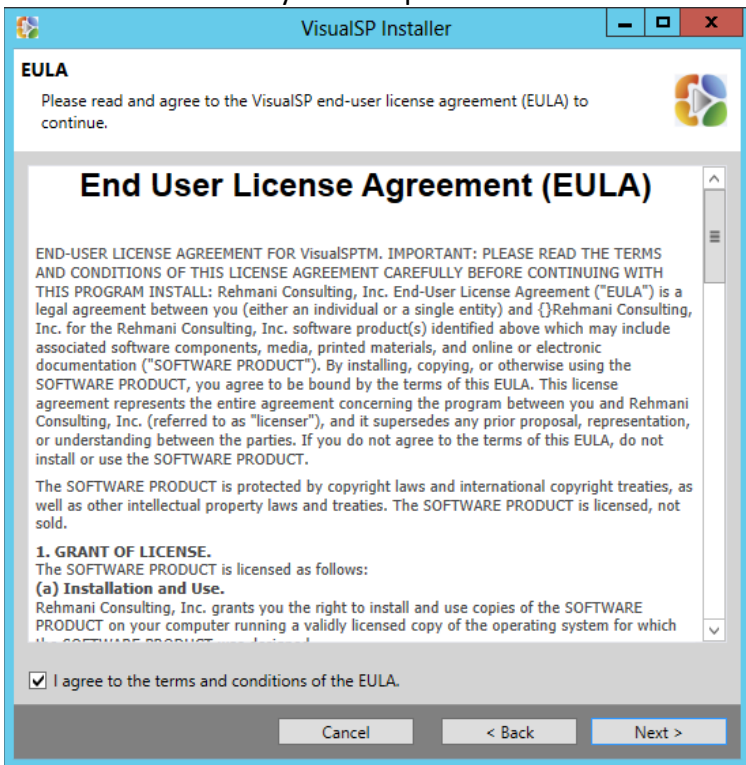 VisualSP Installer
EULA
Please read and agree to the VisualSP end-user license agreement (EULA) to
continue.
End User License Agreement (EULA)
END-USER LICENSE AGREEMENT FOR VisualSPTM. IMPORTANT: PLEASE READ THE TERMS
AND CONDITIONS OF THIS LICENSE AGREEMENT CAREFULLY BEFORE CONTINUING WITH
THIS PROGRAM INSTALL: Rehmani Consulting, Inc. End-User License Agreement ("EULA") is a
legal agreement between you (either an individual or a single entity) and {}Rehmani Consulting,
Inc. for the Rehmani Consulting, Inc. software product(s) identified above which may include
associated software components, media, printed materials, and online or electronic
documentation ("SOFTWARE PRODUCT"). By installing, copying, or otherwise using the
SOFTWARE PRODUCT, you agree to be bound by the terms of this EULA. This license
agreement represents the entire agreement concerning the program between you and Rehmani
Consulting, Inc. (referred to as "licenser"), and it supersedes any prior proposal, representation,
or understanding between the parties. If you do not agree to the terms of this EULA, do not
install or use the SOFTWARE PRODUCT.
The SOFTWARE PRODUCT is protected by copyright laws and international copyright treaties, as
well as other intellectual property laws and treaties. The SOFTWARE PRODUCT is licensed, not
sold.
1. GRANT OF LICENSE.
The SOFTWARE PRODUCT is licensed as follows:
(a) Installation and Use.
Rehmani Consulting, Inc. grants you the right to install and use copies of the SOFTWARE
PRODUCT on your computer running a validly licensed copy of the operating system for which
I agree to the terms and conditions of the EULA.
Cancel
< Back
Next >